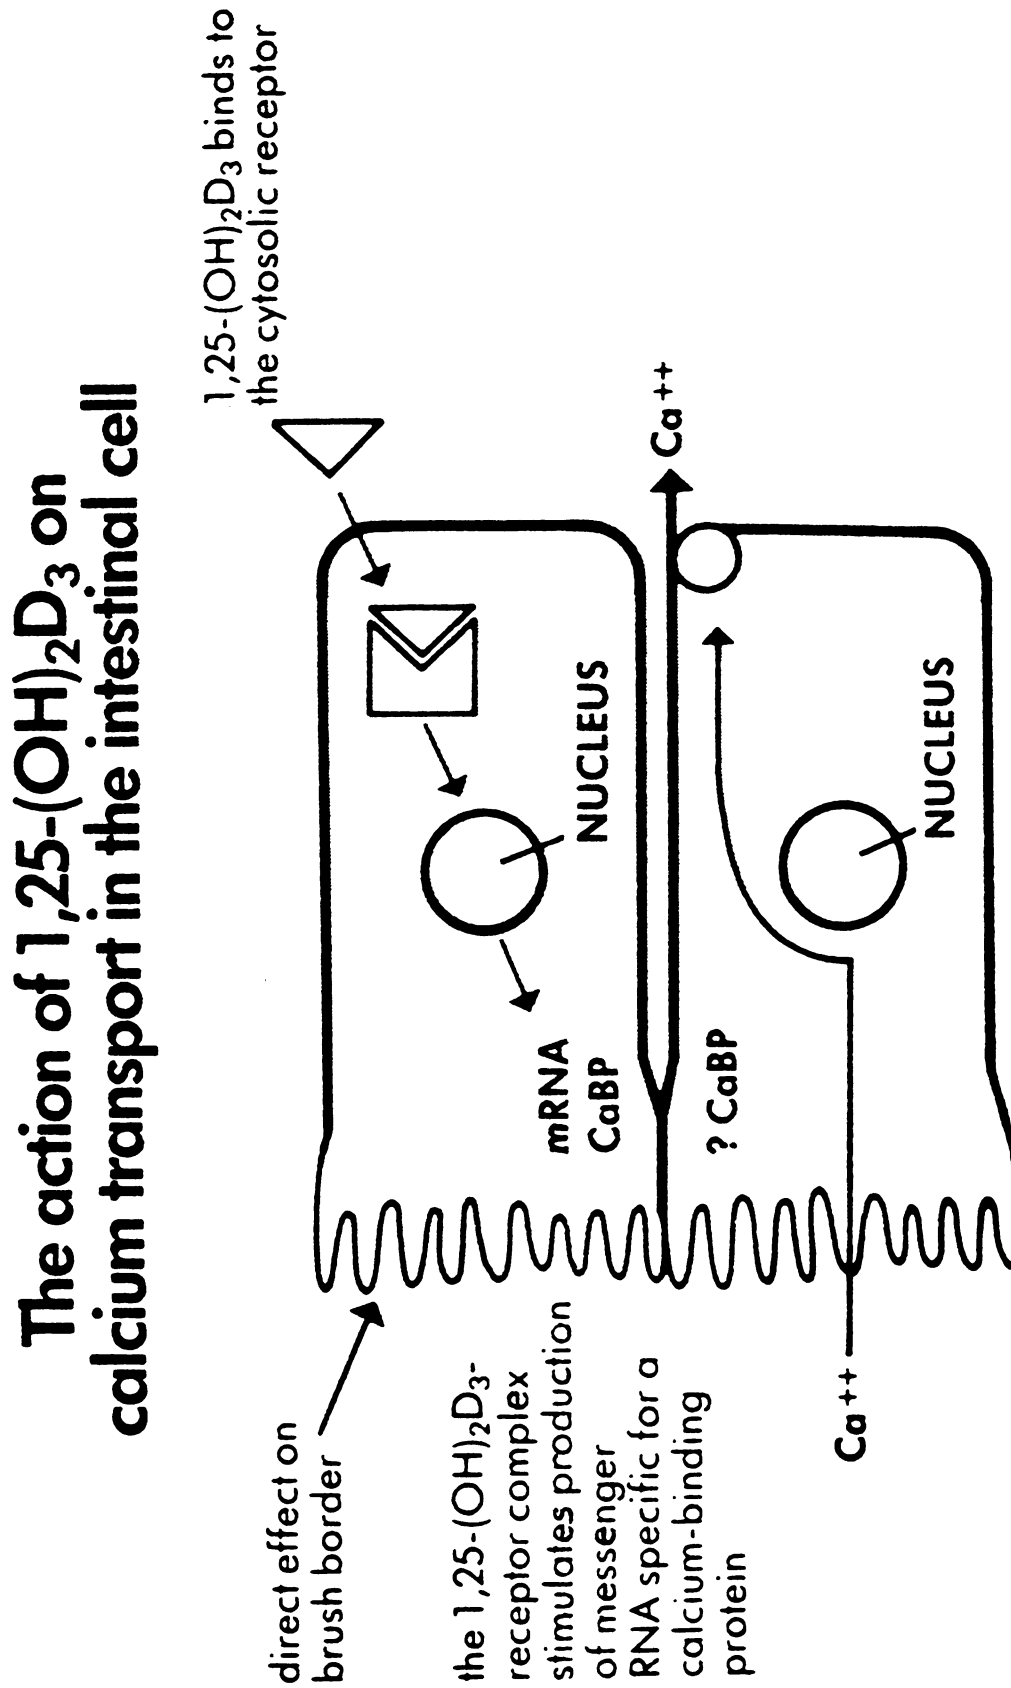 The action of 1,25-(OH)₂D₃ on
calcium transport in the intestinal cell
1,25-(OH)₂D₃ binds to
the cytosolic receptor
direct effect on
brush border
NUCLEUS
mRNA
CaBP
the 1,25-(OH)₂D₃-
receptor complex
stimulates production
of messenger
RNA specific for a
calcium-binding
protein
Ca⁺⁺
? CaBP
NUCLEUS
Ca⁺⁺